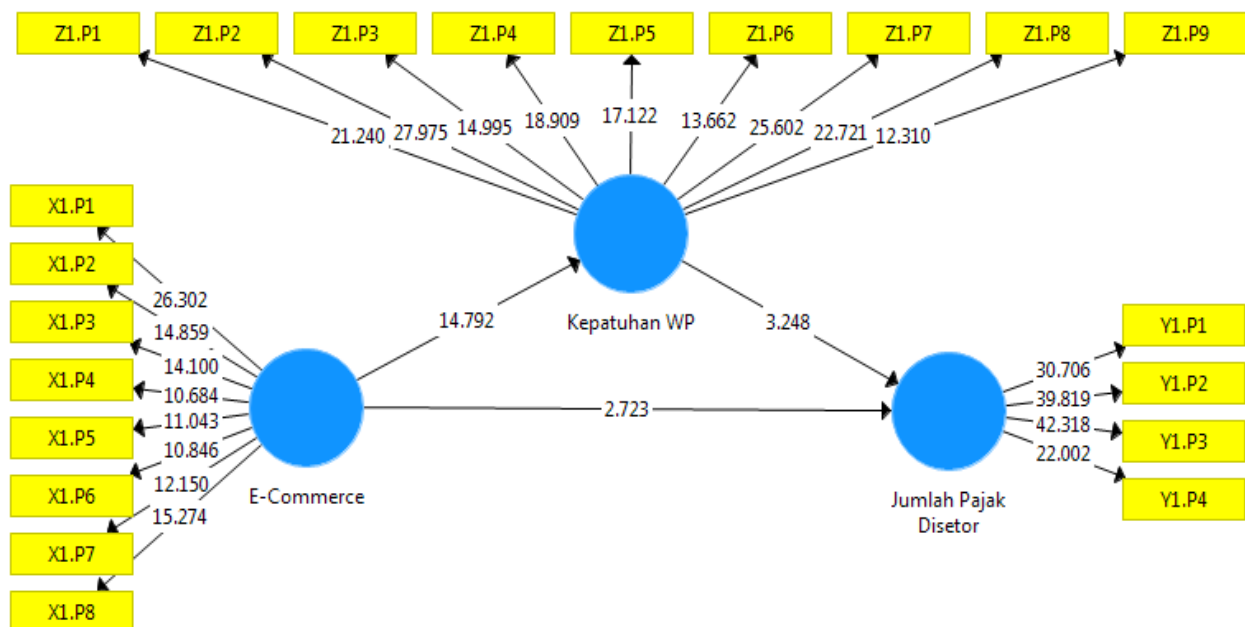 Z1.P1
Z1.P2
Z1.P3
Z1.P4
Z1.P5
Z1.P6
Z1.P7
Z1.P8
Z1.P9
21.240
27.975
14.995
18.909
17.122
13.662
25.602
22.721
12.310
Kepatuhan WP
X1.P1
X1.P2
X1.P3
X1.P4
X1.P5
X1.P6
X1.P7
X1.P8
26.302
14.859
14.100
10.684
11.043
10.846
12.150
15.274
E-Commerce
14.792
3.248
2.723
Jumlah Pajak
Disetor
30.706
39.819
42.318
22.002
Y1.P1
Y1.P2
Y1.P3
Y1.P4